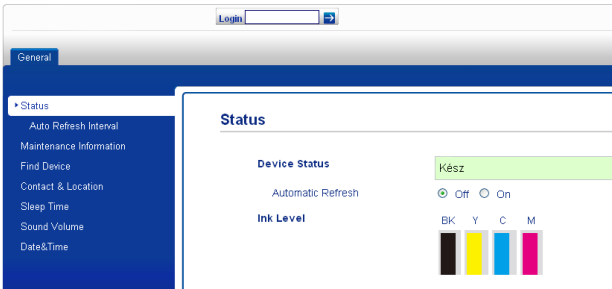 Login
General
Status
Auto Refresh Interval
Maintenance Information
Find Device
Contact & Location
Sleep Time
Sound Volume
Date&Time
Status
Device Status Kész
Automatic Refresh Off On
Ink Level BK Y C M